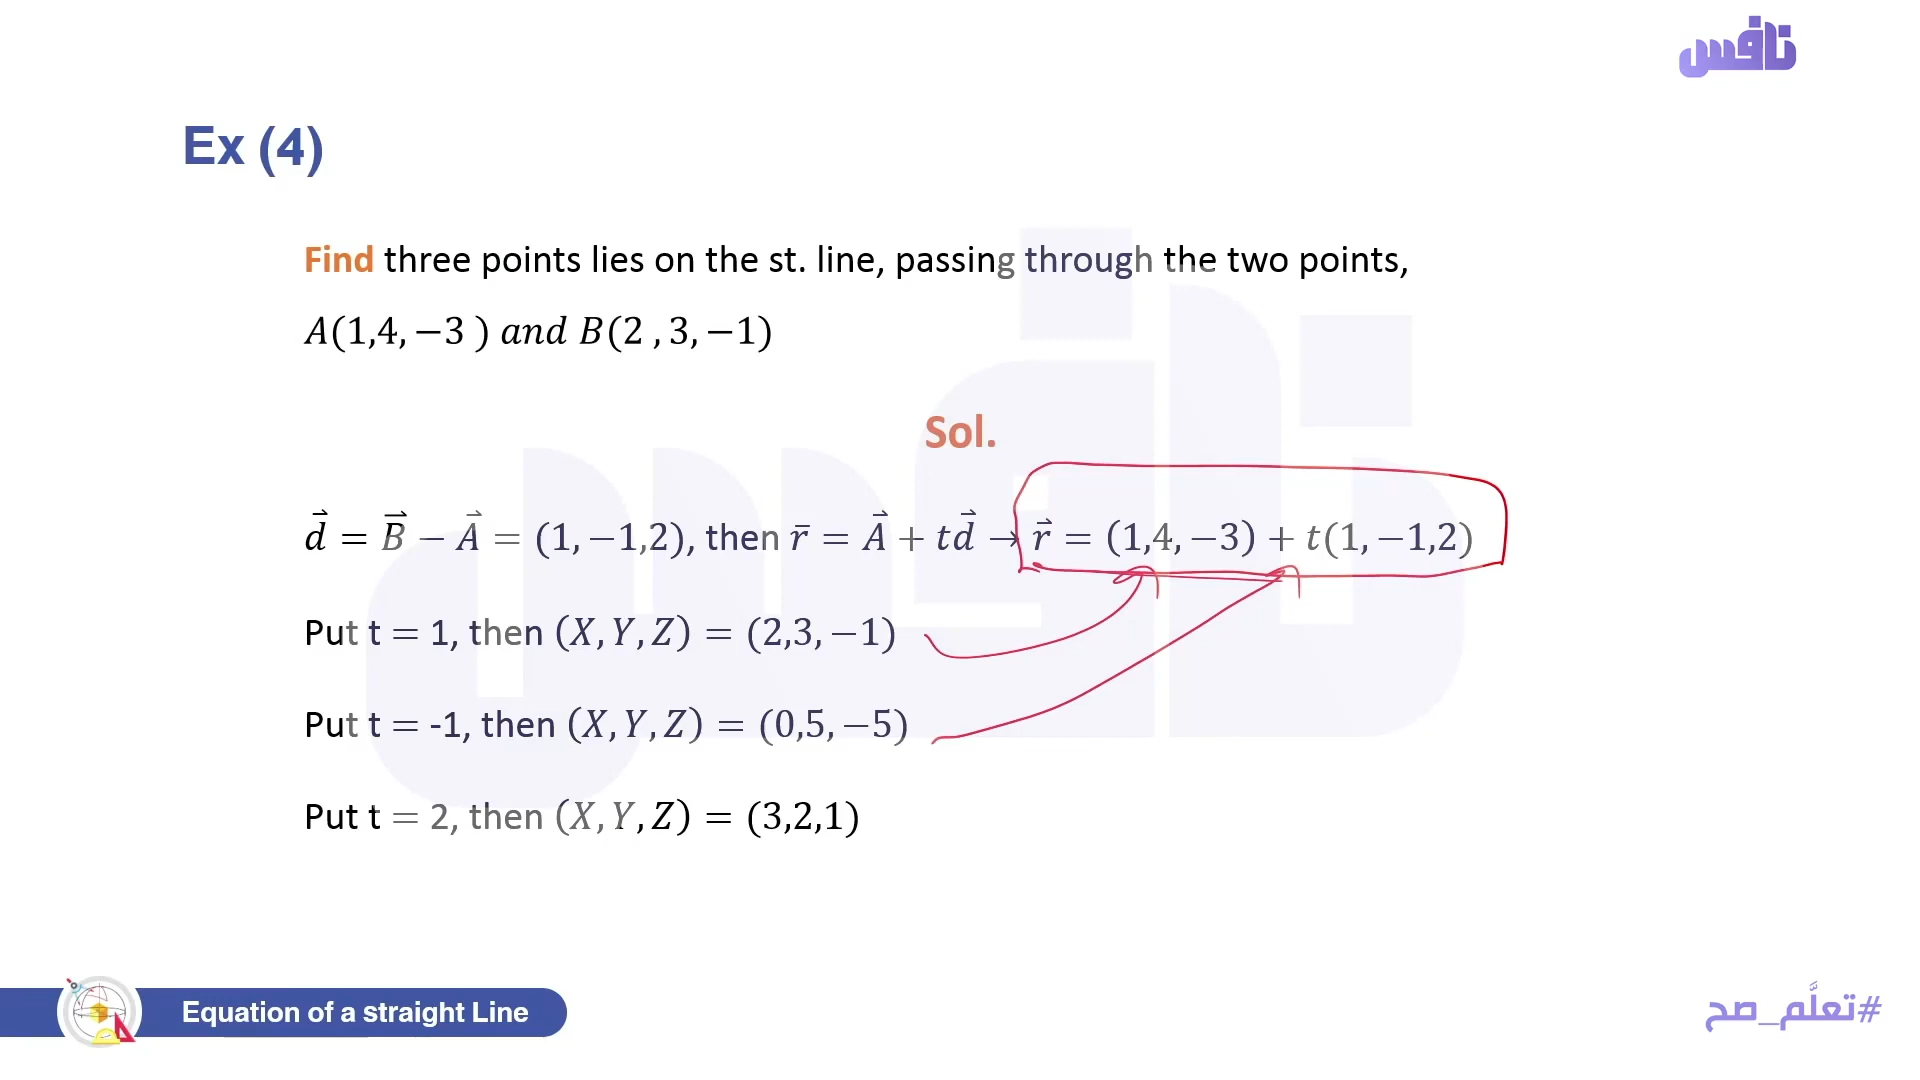 نافس
Ex (4)
Find three points lies on the st. line, passing through the two points,
A(1,4,−3 ) and B(2 , 3, −1)
Sol.
d⃗ = B⃗ − A⃗ = (1, −1,2), then r̅ = A⃗ + td⃗ → r⃗ = (1,4, −3) + t(1, −1,2)
Put t = 1, then (X, Y, Z) = (2,3, −1)
Put t = -1, then (X, Y, Z) = (0,5, −5)
Put t = 2, then (X, Y, Z) = (3,2,1)
Equation of a straight Line
#تعلَّم_صح